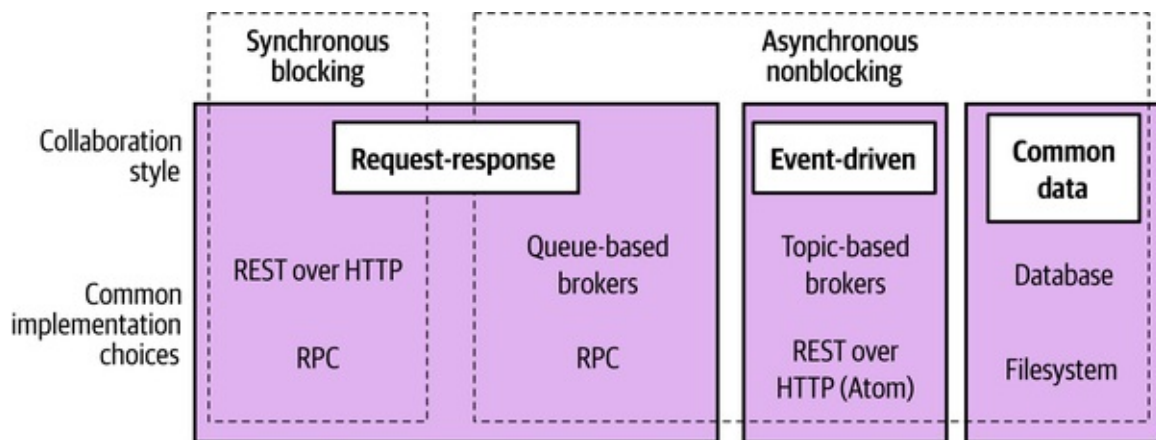 Synchronous
blocking
Asynchronous
nonblocking
Collaboration
style
Request-response
Event-driven
Common
data
Common
implementation
choices
REST over HTTP
RPC
Queue-based
brokers
RPC
Topic-based
brokers
REST over
HTTP (Atom)
Database
Filesystem